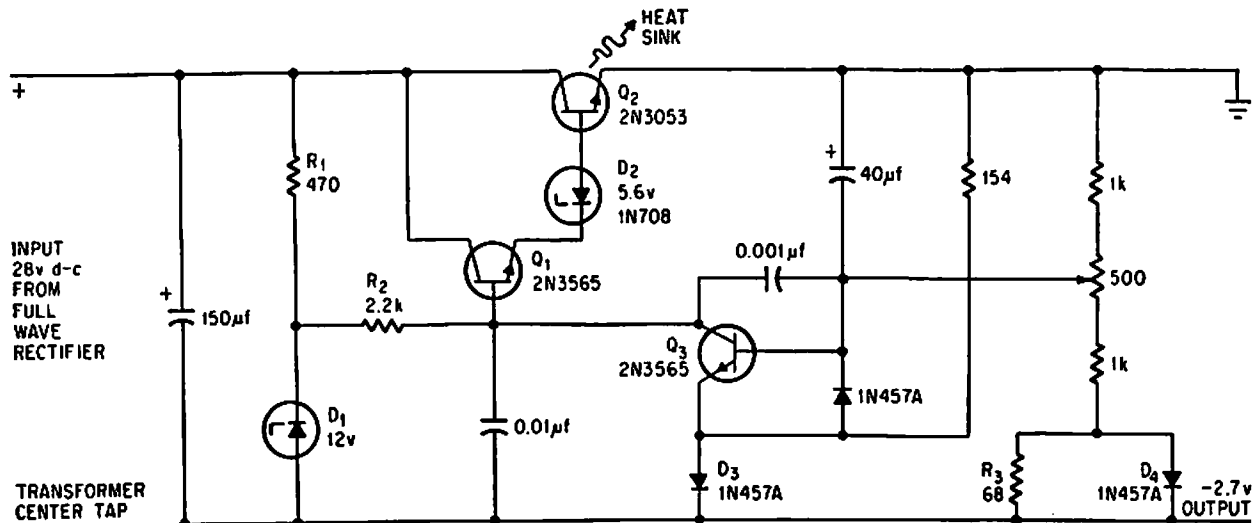 HEAT
SINK
+
Q2
2N3053
R1
470
D2
5.6v
1N708
+
40µf
154
1k
INPUT
28v d-c
FROM
FULL
WAVE
RECTIFIER
+
150µf
R2
2.2k
Q1
2N3565
0.001µf
500
Q3
2N3565
1k
1N457A
D1
12v
0.01µf
D3
1N457A
R3
68
D4
1N457A
TRANSFORMER
CENTER TAP
-2.7v
OUTPUT